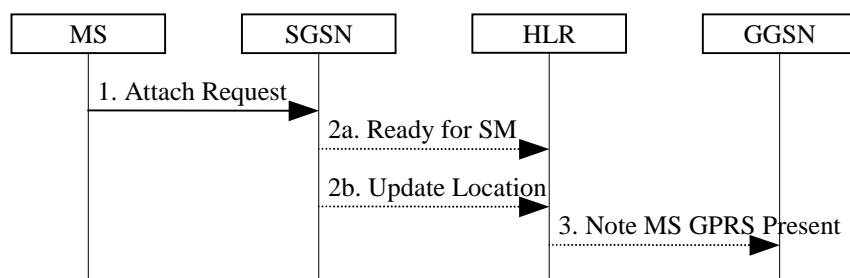 MS
SGSN
HLR
GGSN
1. Attach Request
2a. Ready for SM
2b. Update Location
3. Note MS GPRS Present